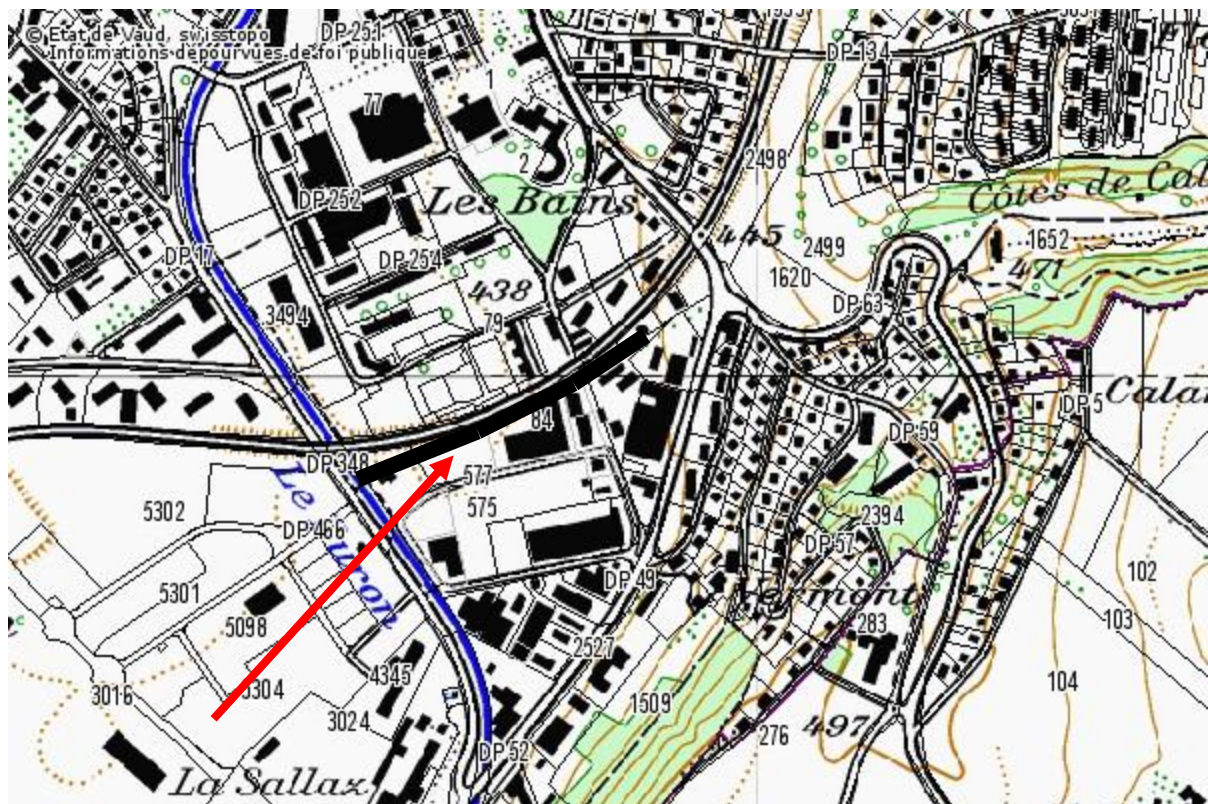 © Etat de Vaud, swisstopo
Informations dépourvues de foi publique
DP 251
DP 134
77
1
2
2498
Côtes de Cal
DP 252
Les Bains
445
2499
1652
DP 17
DP 254
1620
471
438
DP 63
3494
79
DP 5
Calam
84
DP 59
DP 348
577
5302
575
2394
DP 466
Le Buron
DP 57
102
DP 49
5301
Vermont
103
5098
283
2527
4345
104
3016
5304
1509
3024
276
497
DP 52
La Sallaz